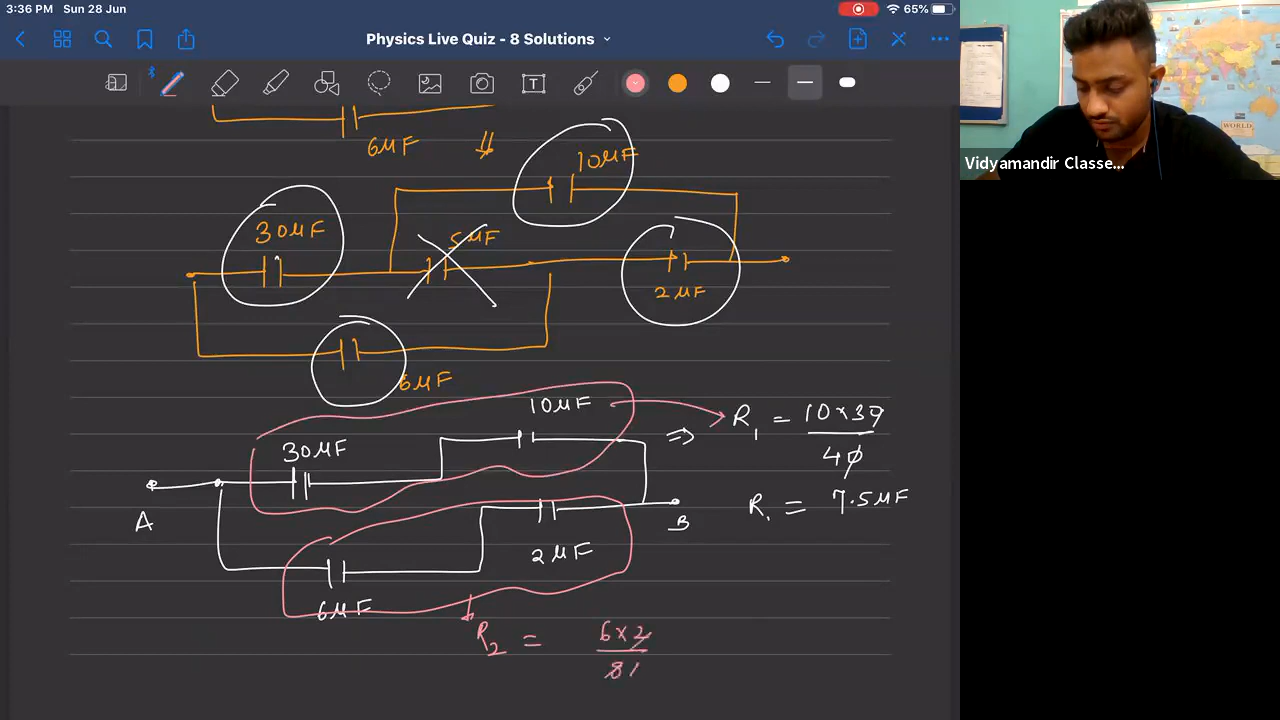 3:36 PM Sun 28 Jun
65%
Physics Live Quiz - 8 Solutions
6μF
10μF
30μF
5μF
2μF
6μF
10μF
R1 = 10×30
40
30μF
R1 = 7.5μF
A
B
2μF
6μF
R2 = 6×2
8
WORLD
Vidyamandir Classe...